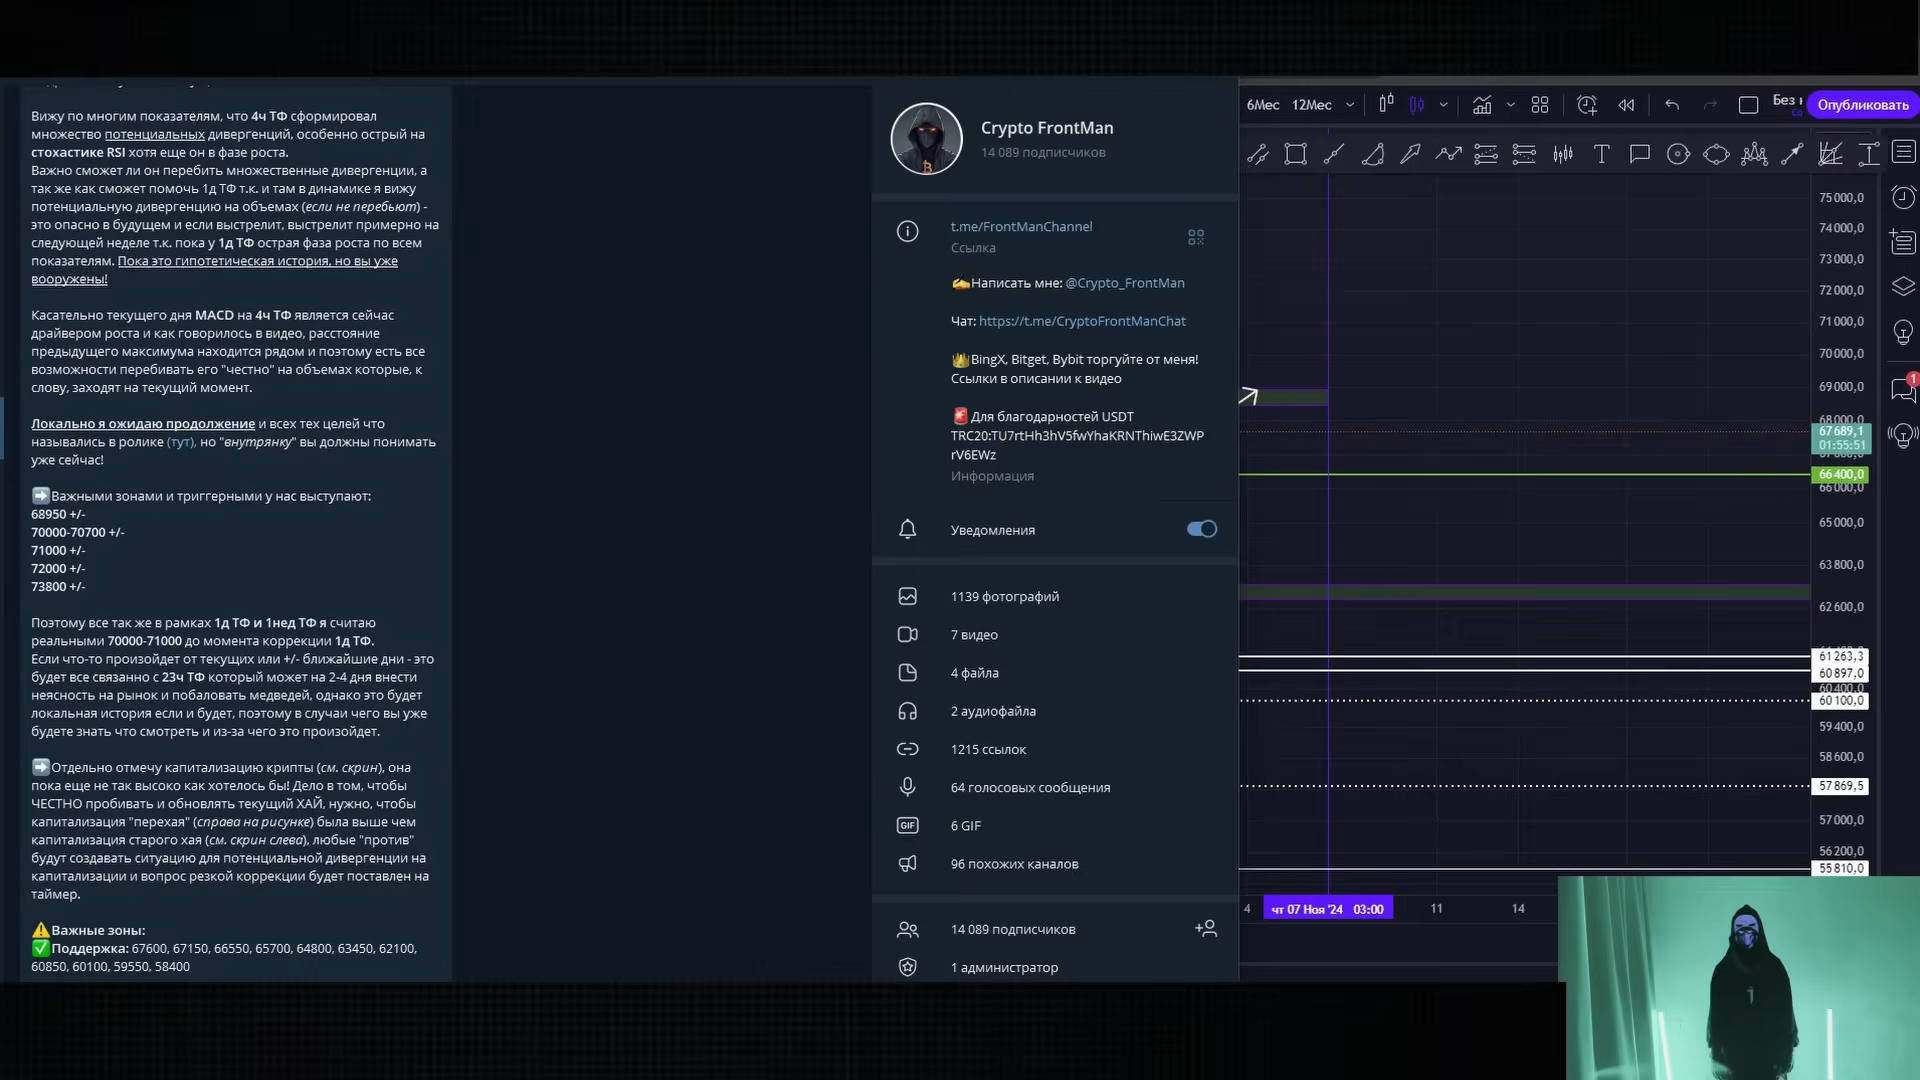 Вижу по многим показателям, что 4ч ТФ сформировал
множество потенциальных дивергенций, особенно острый на
стохастике RSI хотя еще он в фазе роста.
Важно сможет ли он перебить множественные дивергенции, а
так же как сможет помочь 1д ТФ т.к. и там в динамике я вижу
потенциальную дивергенцию на объемах (если не перебьют) -
это опасно в будущем и если выстрелит, выстрелит примерно на
следующей неделе т.к. пока у 1д ТФ острая фаза роста по всем
показателям. Пока это гипотетическая история, но вы уже
вооружены!
Касательно текущего дня MACD на 4ч ТФ является сейчас
драйвером роста и как говорилось в видео, расстояние
предыдущего максимума находится рядом и поэтому есть все
возможности перебивать его "честно" на объемах которые, к
слову, заходят на текущий момент.
Локально я ожидаю продолжение и всех тех целей что
назывались в ролике (тут), но "внутрянку" вы должны понимать
уже сейчас!
➡️Важными зонами и триггерными у нас выступают:
68950 +/-
70000-70700 +/-
71000 +/-
72000 +/-
73800 +/-
Поэтому все так же в рамках 1д ТФ и 1нед ТФ я считаю
реальными 70000-71000 до момента коррекции 1д ТФ.
Если что-то произойдет от текущих или +/- ближайшие дни - это
будет все связанно с 23ч ТФ который может на 2-4 дня внести
неясность на рынок и побаловать медведей, однако это будет
локальная история если и будет, поэтому в случаи чего вы уже
будете знать что смотреть и из-за чего это произойдет.
➡️Отдельно отмечу капитализацию крипты (см. скрин), она
пока еще не так высоко как хотелось бы! Дело в том, чтобы
ЧЕСТНО пробивать и обновлять текущий ХАЙ, нужно, чтобы
капитализация "перехая" (справа на рисунке) была выше чем
капитализация старого хая (см. скрин слева), любые "против"
будут создавать ситуацию для потенциальной дивергенции на
капитализации и вопрос резкой коррекции будет поставлен на
таймер.
⚠️Важные зоны:
✅Поддержка: 67600, 67150, 66550, 65700, 64800, 63450, 62100,
60850, 60100, 59550, 58400
Crypto FrontMan
14 089 подписчиков
t.me/FrontManChannel
Ссылка
✍️Написать мне: @Crypto_FrontMan
Чат: https://t.me/CryptoFrontManChat
👑BingX, Bitget, Bybit торгуйте от меня!
Ссылки в описании к видео
🚨Для благодарностей USDT
TRC20:TU7rtHh3hV5fwYhaKRNThiwE3ZWP
rV6EWz
Информация
Уведомления
1139 фотографий
7 видео
4 файла
2 аудиофайла
1215 ссылок
64 голосовых сообщения
GIF 6 GIF
96 похожих каналов
14 089 подписчиков
1 администратор
6Мес 12Мес
Без
Опубликовать
1
75 000,0
74 000,0
73 000,0
72 000,0
71 000,0
70 000,0
69 000,0
68 000,0
67 689,1
01:55:51
66 400,0
66 000,0
65 000,0
63 800,0
62 600,0
61 263,3
60 897,0
60 400,0
60 100,0
59 400,0
58 600,0
57 869,5
57 000,0
56 200,0
55 810,0
4 чт 07 Ноя '24 03:00 11 14